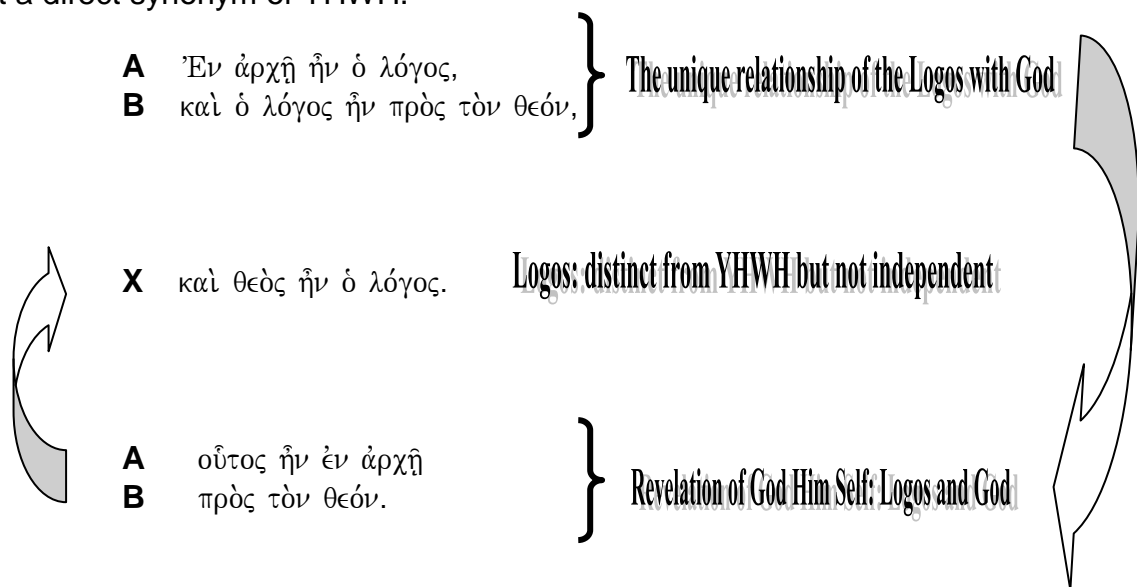 a direct synonym of YHWH.
A Ἐν ἀρχῇ ἦν ὁ λόγος,
B καὶ ὁ λόγος ἦν πρὸς τὸν θεόν,
The unique relationship of the Logos with God
X καὶ θεὸς ἦν ὁ λόγος.
Logos: distinct from YHWH but not independent
A οὗτος ἦν ἐν ἀρχῇ
B πρὸς τὸν θεόν.
Revelation of God Him Self: Logos and God